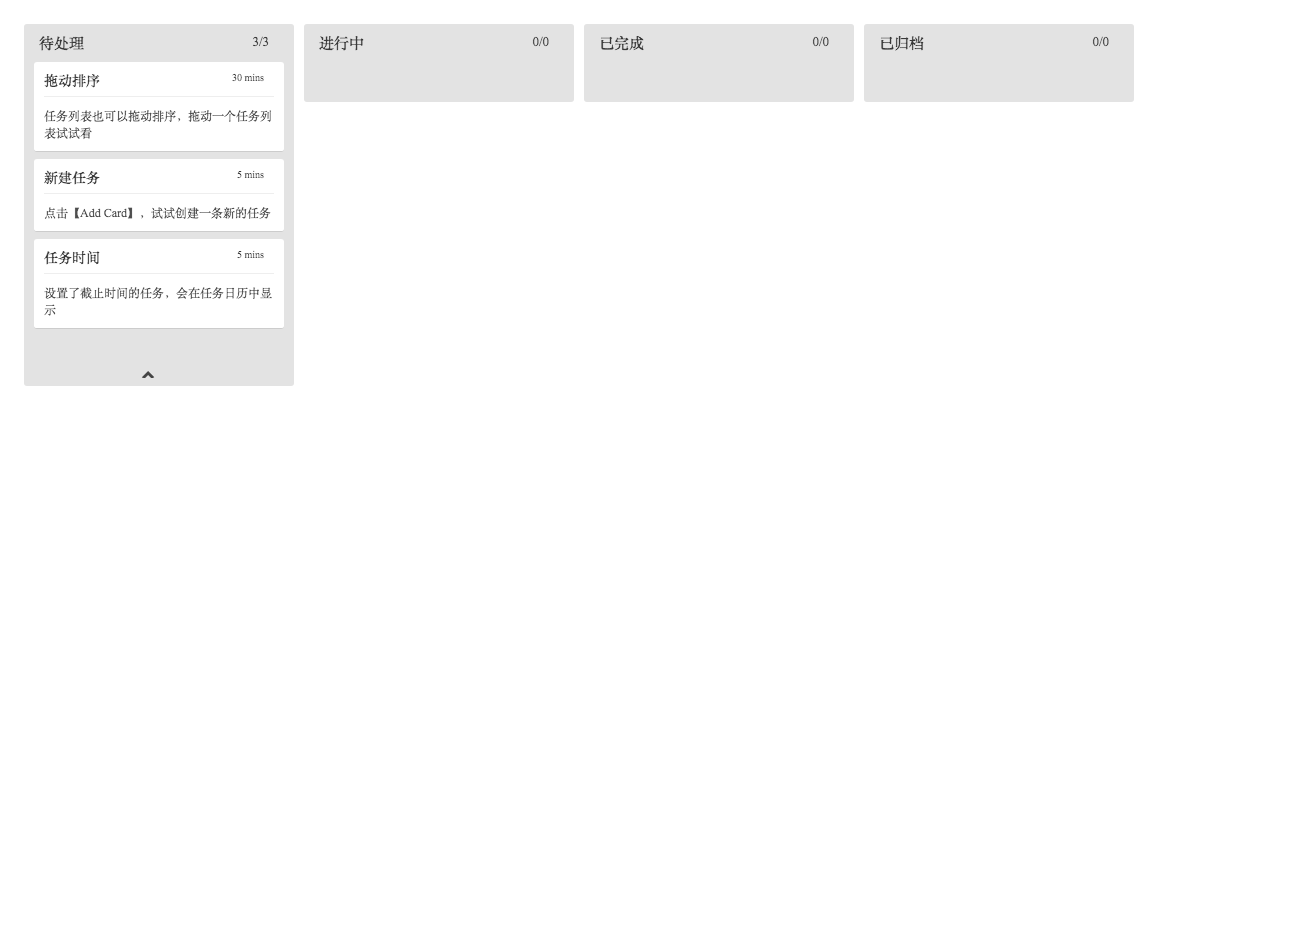 待处理 3/3
拖动排序 30 mins
任务列表也可以拖动排序，拖动一个任务列
表试试看
新建任务 5 mins
点击【Add Card】，试试创建一条新的任务
任务时间 5 mins
设置了截止时间的任务，会在任务日历中显
示
进行中 0/0
已完成 0/0
已归档 0/0